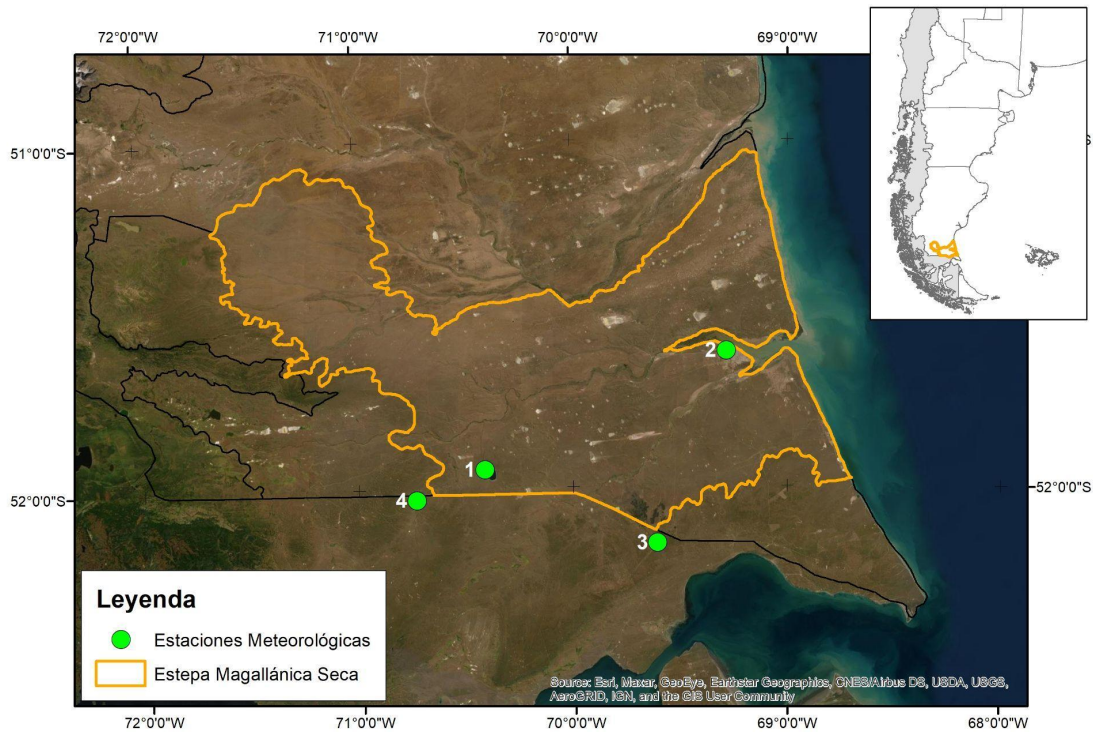 72°0'0"W 71°0'0"W 70°0'0"W 69°0'0"W
51°0'0"S
2
1
52°0'0"S 4 52°0'0"S
3
Leyenda
Estaciones Meteorológicas
Estepa Magallánica Seca
Source: Esri, Maxar, GeoEye, Earthstar Geographics, CNES/Airbus DS, USDA, USGS,
AeroGRID, IGN, and the GIS User Community
72°0'0"W 71°0'0"W 70°0'0"W 69°0'0"W 68°0'0"W